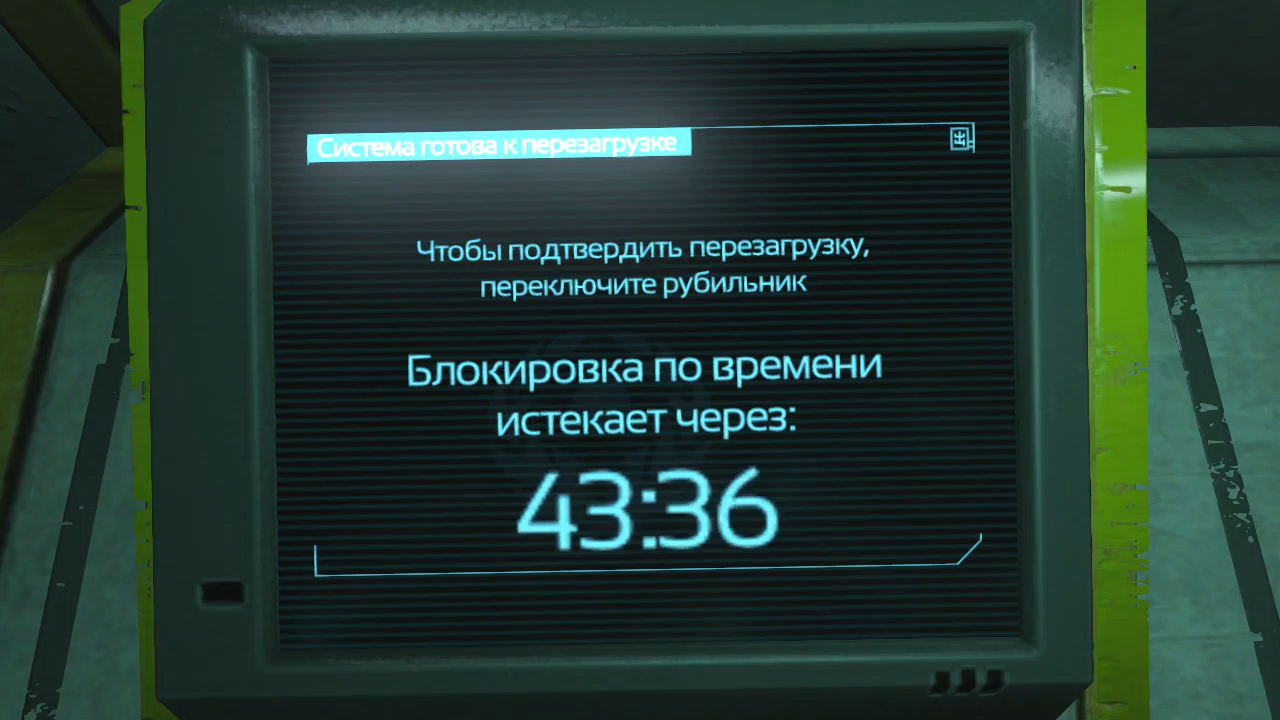 Система готова к перезагрузке
Чтобы подтвердить перезагрузку,
переключите рубильник
Блокировка по времени
истекает через:
43:36